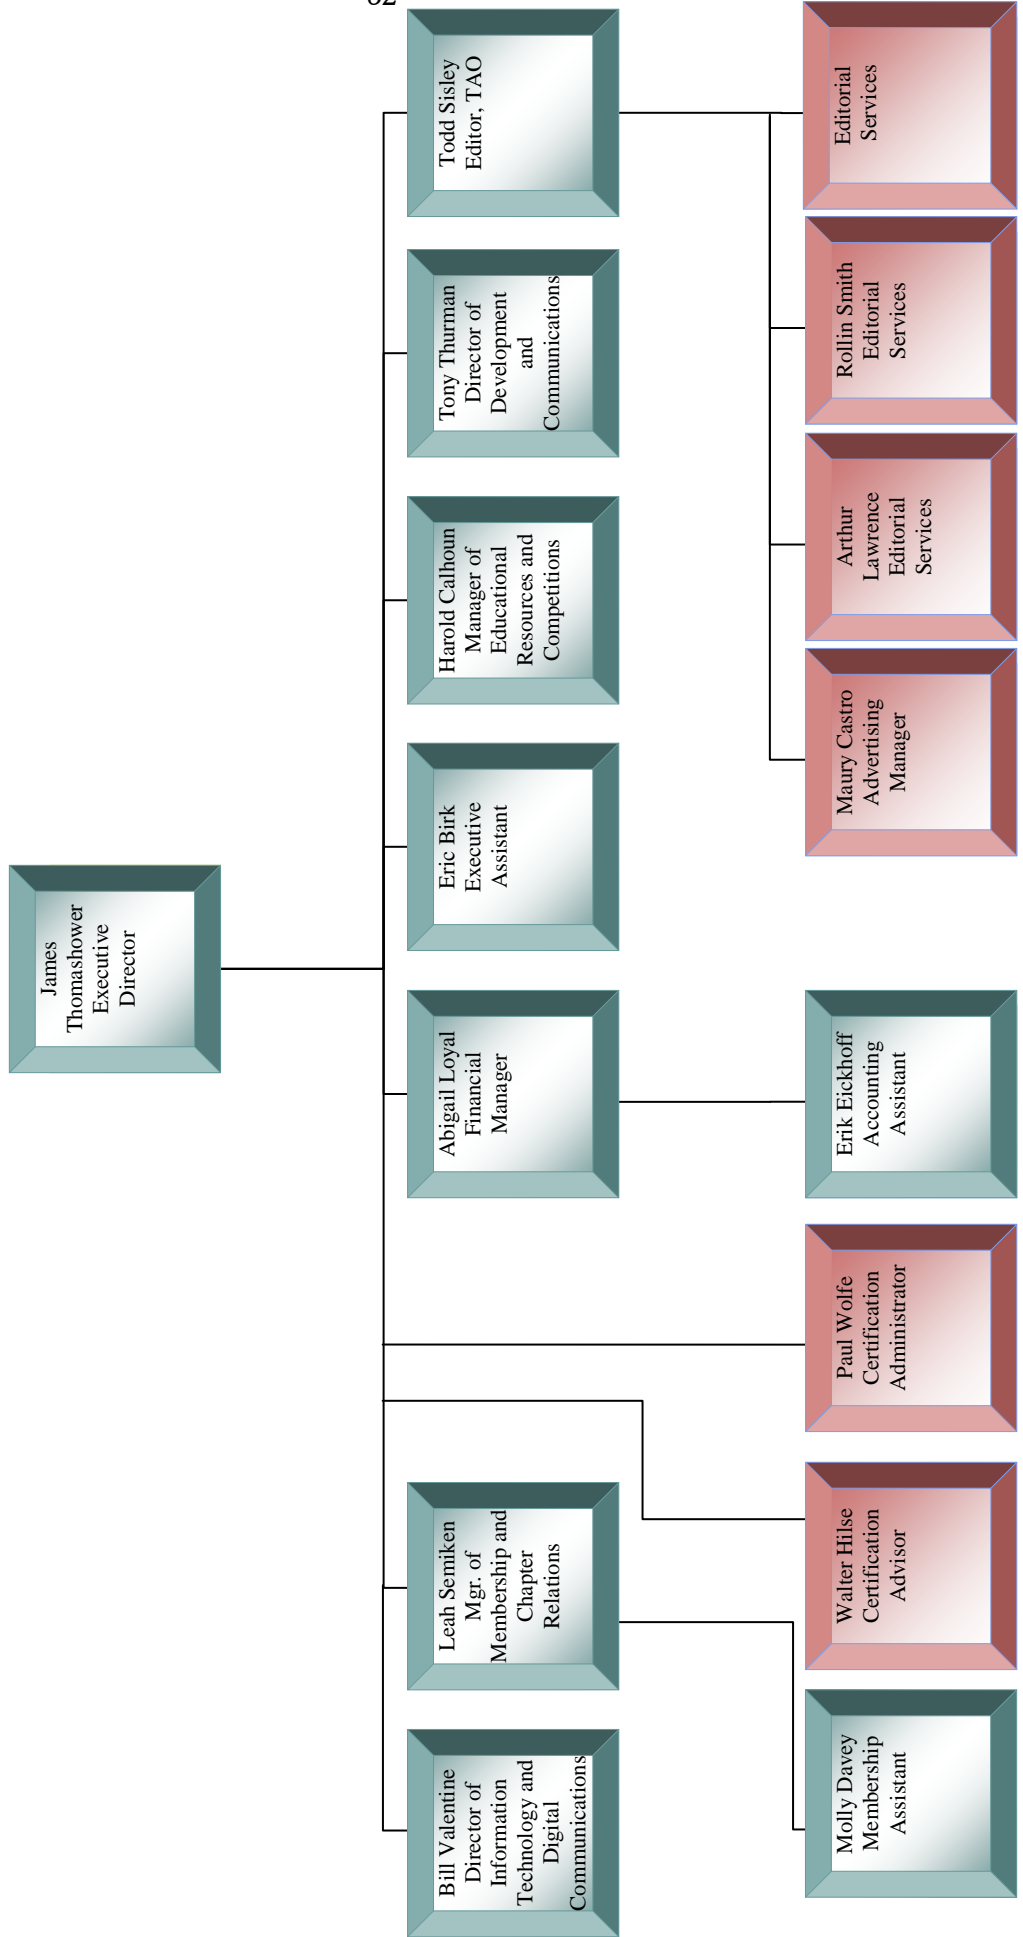 James
Thomashower
Executive
Director
Bill Valentine
Director of
Information
Technology and
Digital
Communications
Leah Semiken
Mgr. of
Membership and
Chapter
Relations
Abigail Loyal
Financial
Manager
Eric Birk
Executive
Assistant
Harold Calhoun
Manager of
Educational
Resources and
Competitions
Tony Thurman
Director of
Development
and
Communications
Todd Sisley
Editor, TAO
Molly Davey
Membership
Assistant
Walter Hilse
Certification
Advisor
Paul Wolfe
Certification
Administrator
Erik Eickhoff
Accounting
Assistant
Maury Castro
Advertising
Manager
Arthur
Lawrence
Editorial
Services
Rollin Smith
Editorial
Services
Editorial
Services